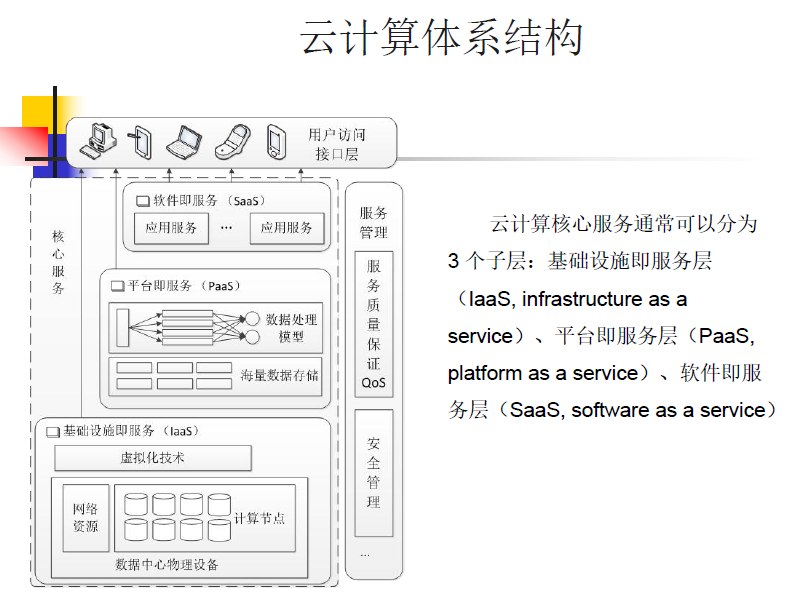 云计算体系结构
用户访问
接口层
核
心
服
务
软件即服务（SaaS）
应用服务 … 应用服务
平台即服务（PaaS）
数据处理
模型
海量数据存储
基础设施即服务（IaaS）
虚拟化技术
网络
资源
计算节点
数据中心物理设备
服务
管理
服
务
质
量
保
证
QoS
安
全
管
理
…
云计算核心服务通常可以分为
3 个子层：基础设施即服务层
（IaaS, infrastructure as a
service）、平台即服务层（PaaS,
platform as a service）、软件即服
务层（SaaS, software as a service）